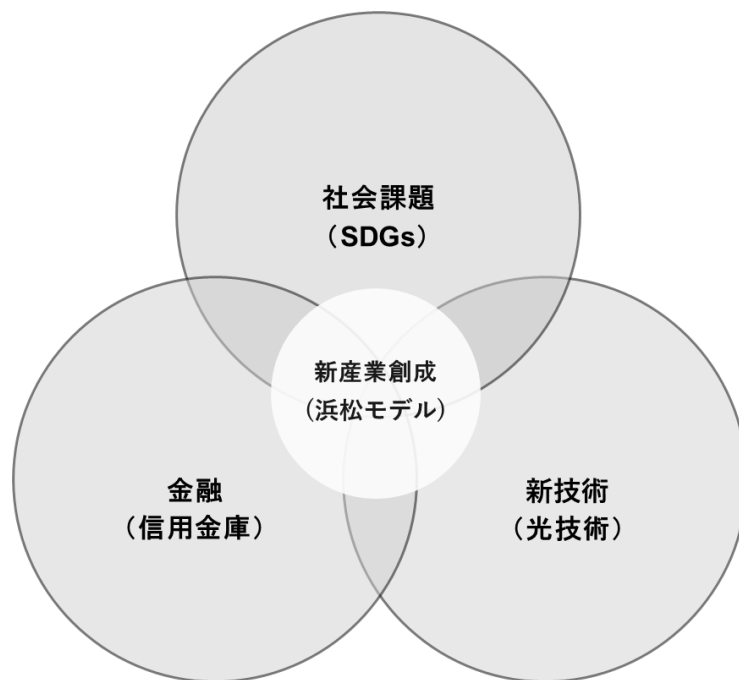 社会課題
（SDGs）
新産業創成
（浜松モデル）
金融
（信用金庫）
新技術
（光技術）